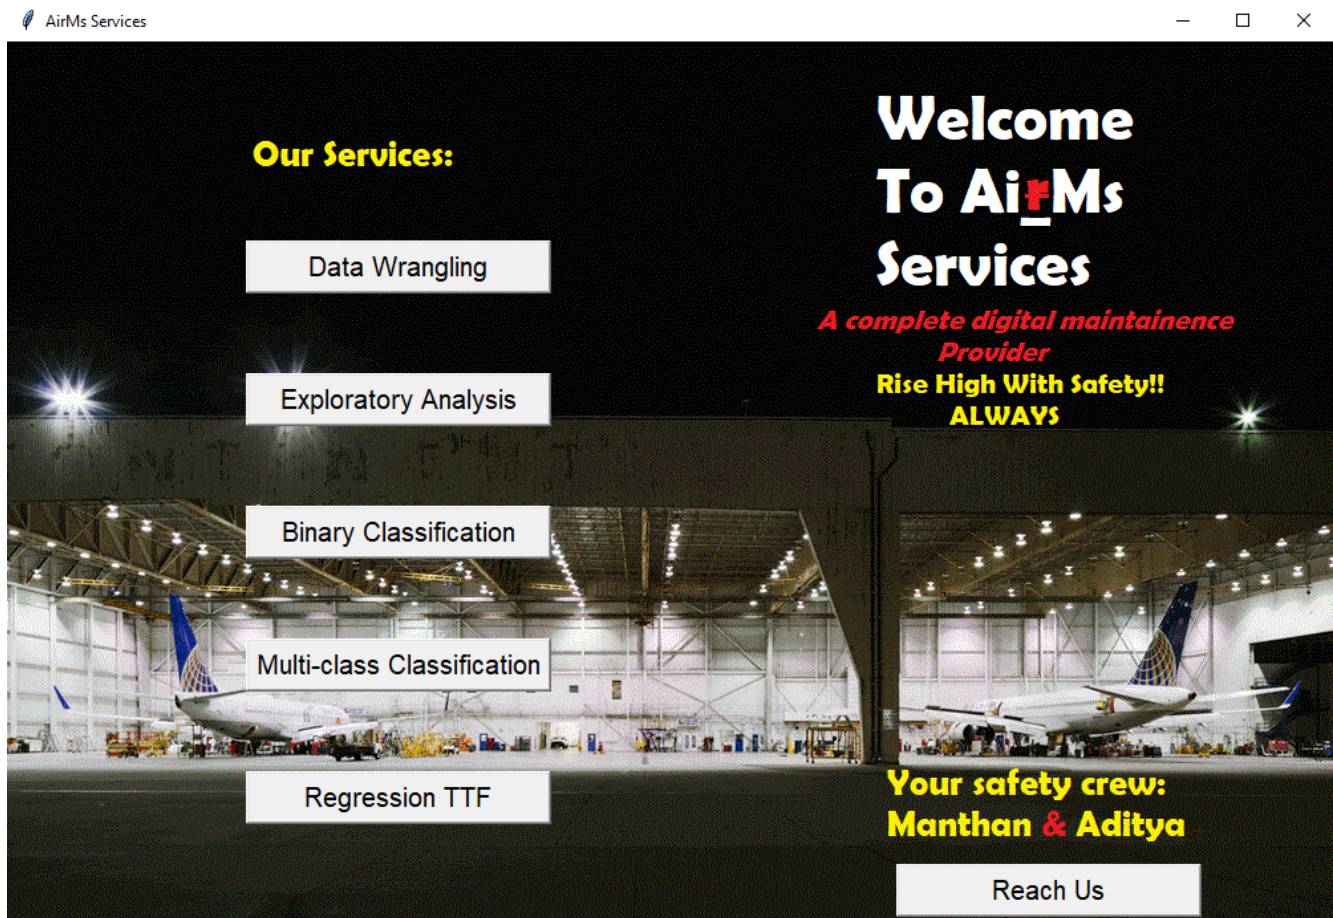 AirMs Services
Our Services:
Data Wrangling
Exploratory Analysis
Binary Classification
Multi-class Classification
Regression TTF
Welcome
To AirMs
Services
A complete digital maintainence
Provider
Rise High With Safety!!
ALWAYS
Your safety crew:
Manthan & Aditya
Reach Us